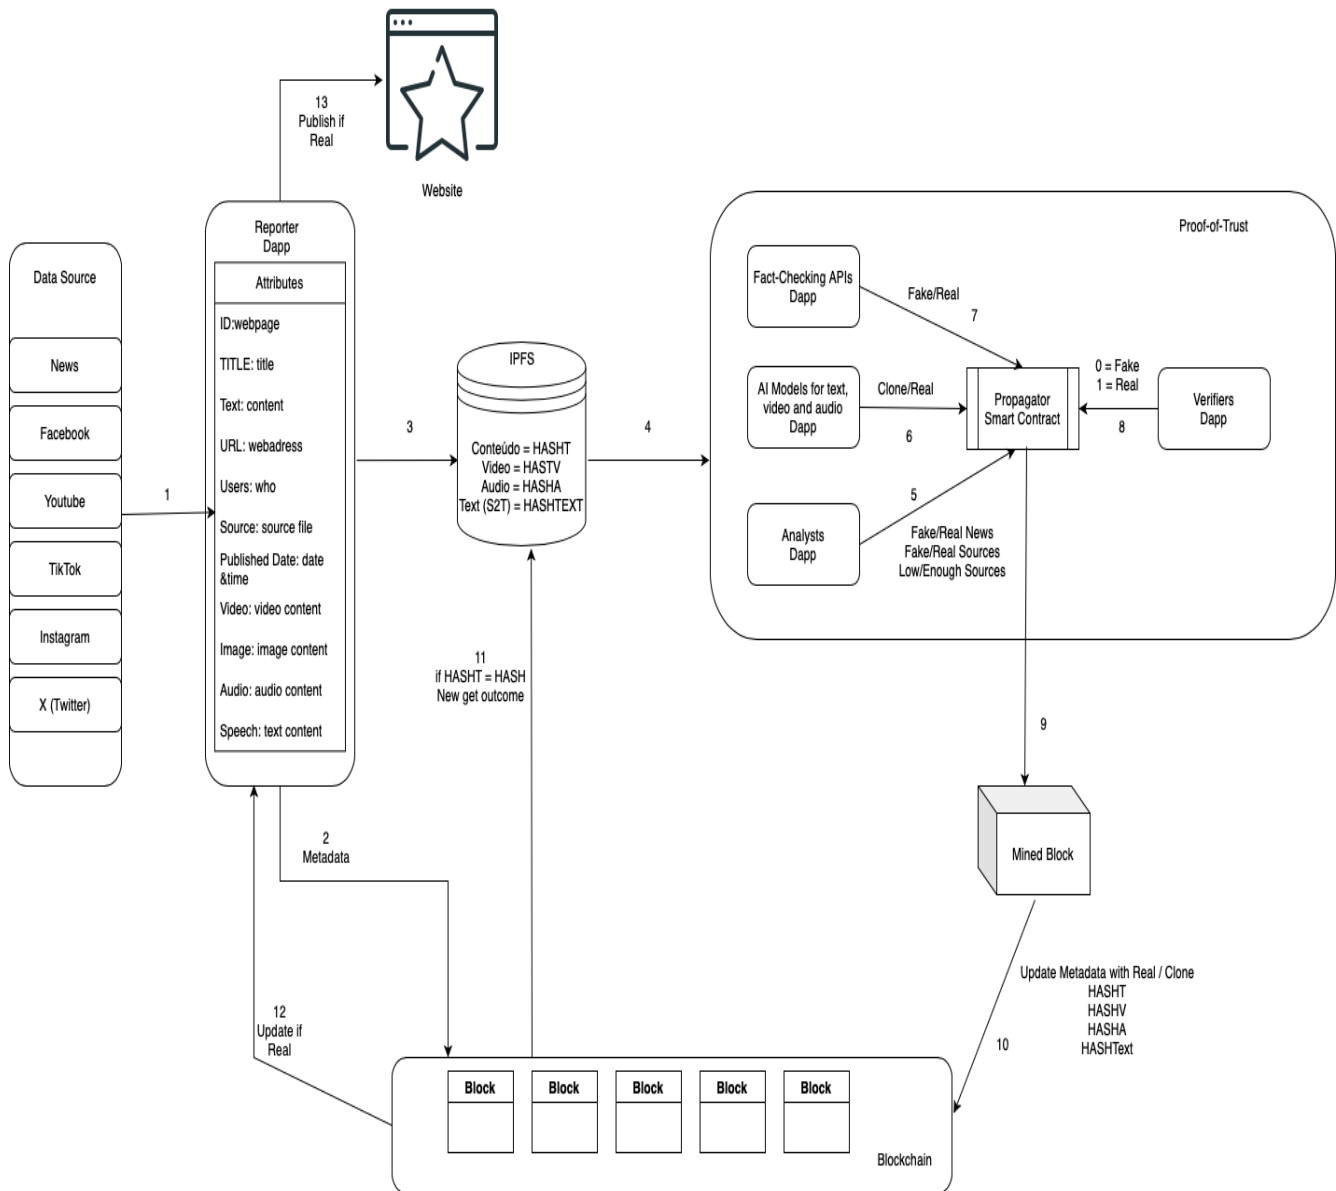 13
Publish if
Real
Website
Data Source
News
Facebook
Youtube
TikTok
Instagram
X (Twitter)
1
Reporter
Dapp
Attributes
ID:webpage
TITLE: title
Text: content
URL: webadress
Users: who
Source: source file
Published Date: date
&time
Video: video content
Image: image content
Audio: audio content
Speech: text content
3
IPFS
Conteúdo = HASHT
Video = HASTV
Audio = HASHA
Text (S2T) = HASHTEXT
4
Proof-of-Trust
Fact-Checking APIs
Dapp
Fake/Real
7
AI Models for text,
video and audio
Dapp
Clone/Real
6
Propagator
Smart Contract
0 = Fake
1 = Real
8
Verifiers
Dapp
Analysts
Dapp
5
Fake/Real News
Fake/Real Sources
Low/Enough Sources
11
if HASHT = HASH
New get outcome
9
Mined Block
2
Metadata
12
Update if
Real
Update Metadata with Real / Clone
HASHT
HASHV
HASHA
HASHText
10
Block
Block
Block
Block
Block
Blockchain